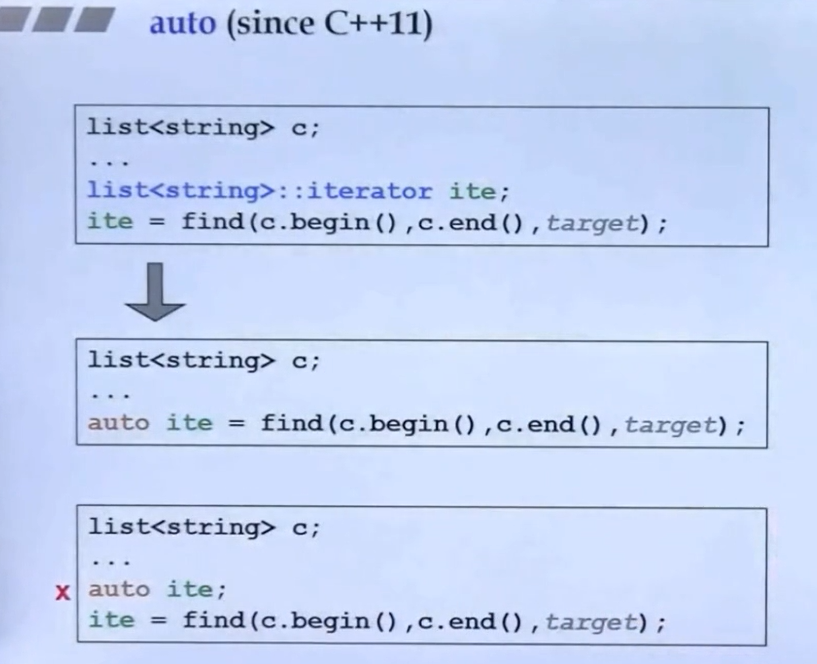 auto (since C++11)
list<string> c;
...
list<string>::iterator ite;
ite = find(c.begin(),c.end(),target);
list<string> c;
...
auto ite = find(c.begin(),c.end(),target);
list<string> c;
...
x auto ite;
ite = find(c.begin(),c.end(),target);